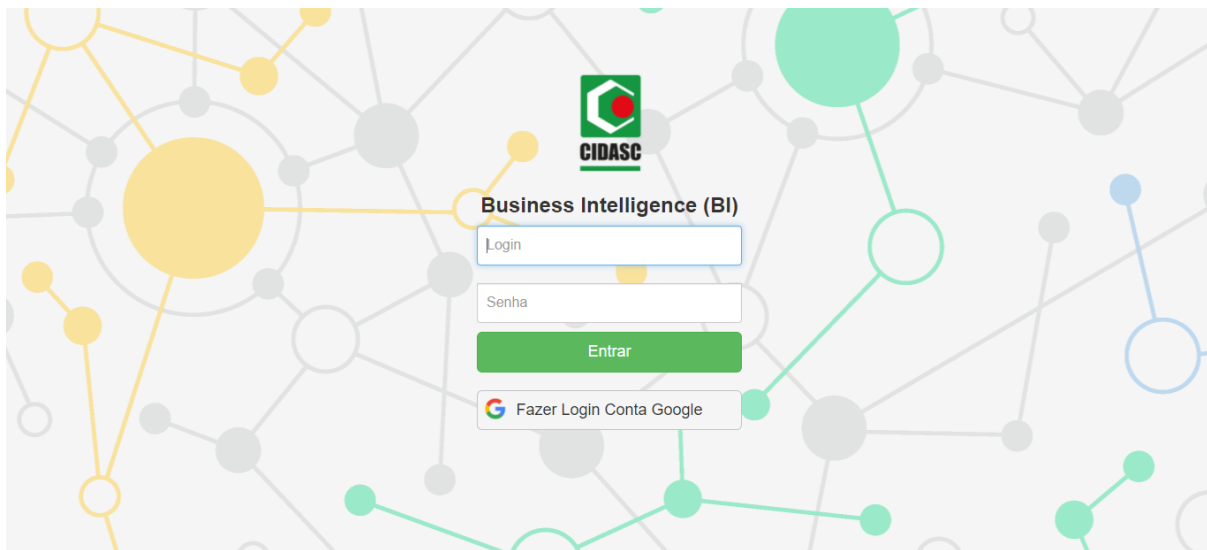 CIDASC
Business Intelligence (BI)
Login
Senha
Entrar
Fazer Login Conta Google